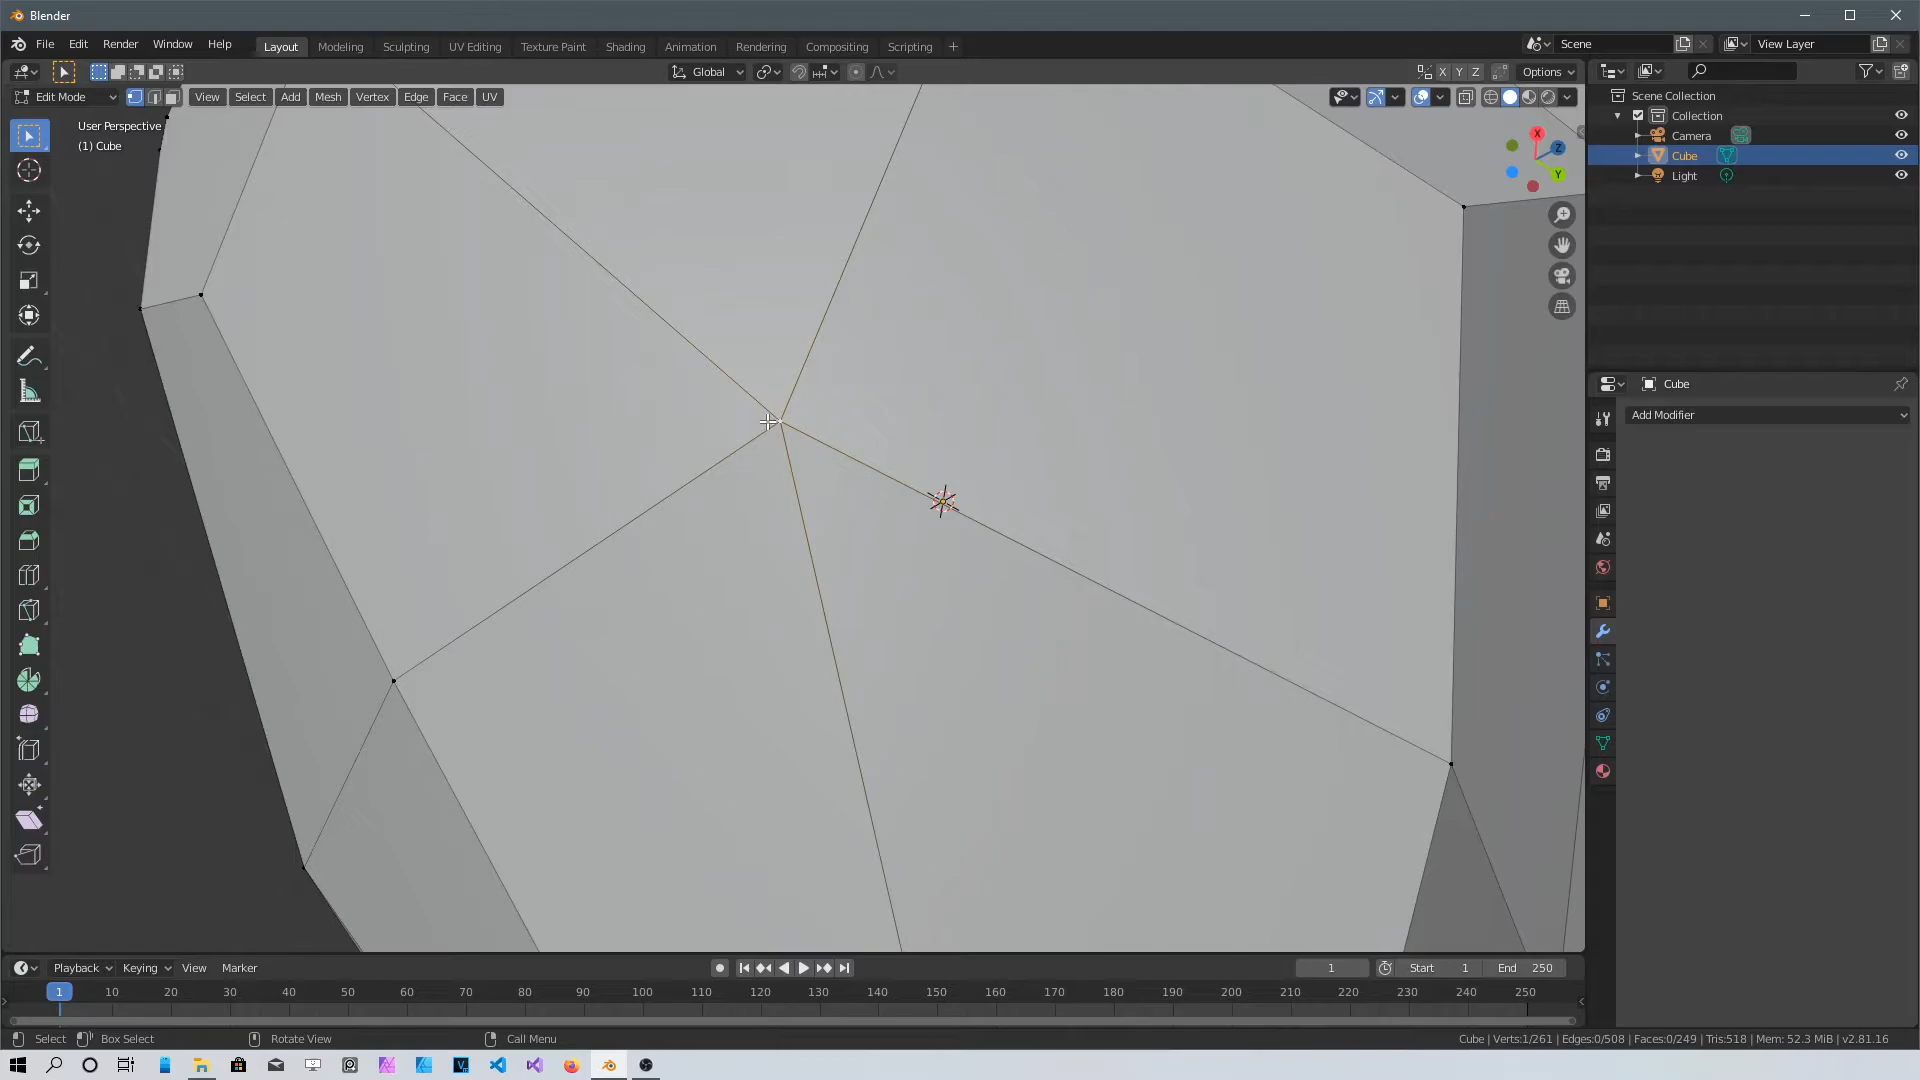 Blender
File Edit Render Window Help
Layout Modeling Sculpting UV Editing Texture Paint Shading Animation Rendering Compositing Scripting +
Scene
View Layer
Global
X Y Z
Options
Edit Mode
View Select Add Mesh Vertex Edge Face UV
User Perspective
(1) Cube
X
Z
Y
Scene Collection
Collection
Camera
Cube
Light
Cube
Add Modifier
Playback Keying View Marker
1
Start 1
End 250
1 10 20 30 40 50 60 70 80 90 100 110 120 130 140 150 160 170 180 190 200 210 220 230 240 250
Select Box Select Rotate View Call Menu
Cube | Verts:1/261 | Edges:0/508 | Faces:0/249 | Tris:518 | Mem: 52.3 MiB | v2.81.16